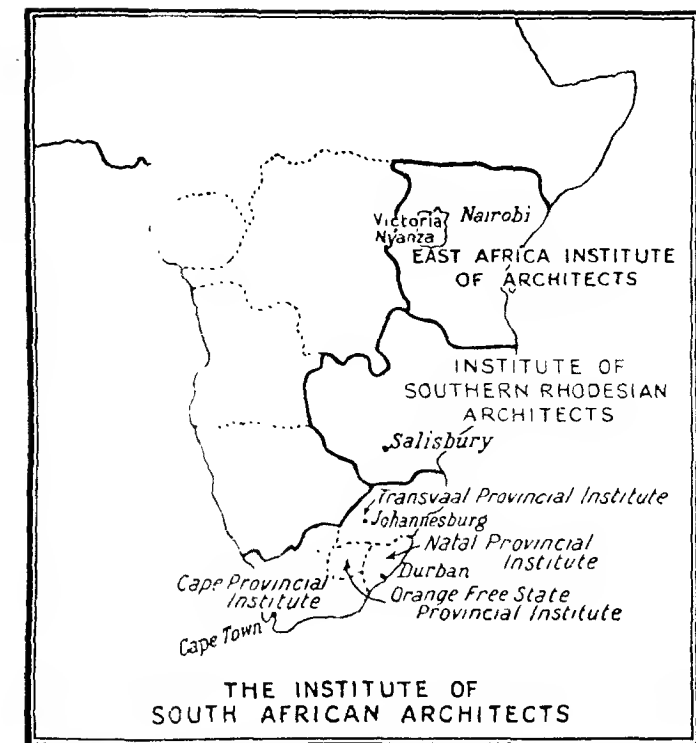 Victoria
Nyanza
Nairobi
EAST AFRICA INSTITUTE
OF ARCHITECTS
INSTITUTE OF
SOUTHERN RHODESIAN
ARCHITECTS
Salisbury
Transvaal Provincial Institute
Johannesburg
Natal Provincial
Institute
Durban
Cape Provincial
Institute
Orange Free State
Provincial Institute
Cape Town
THE INSTITUTE OF
SOUTH AFRICAN ARCHITECTS